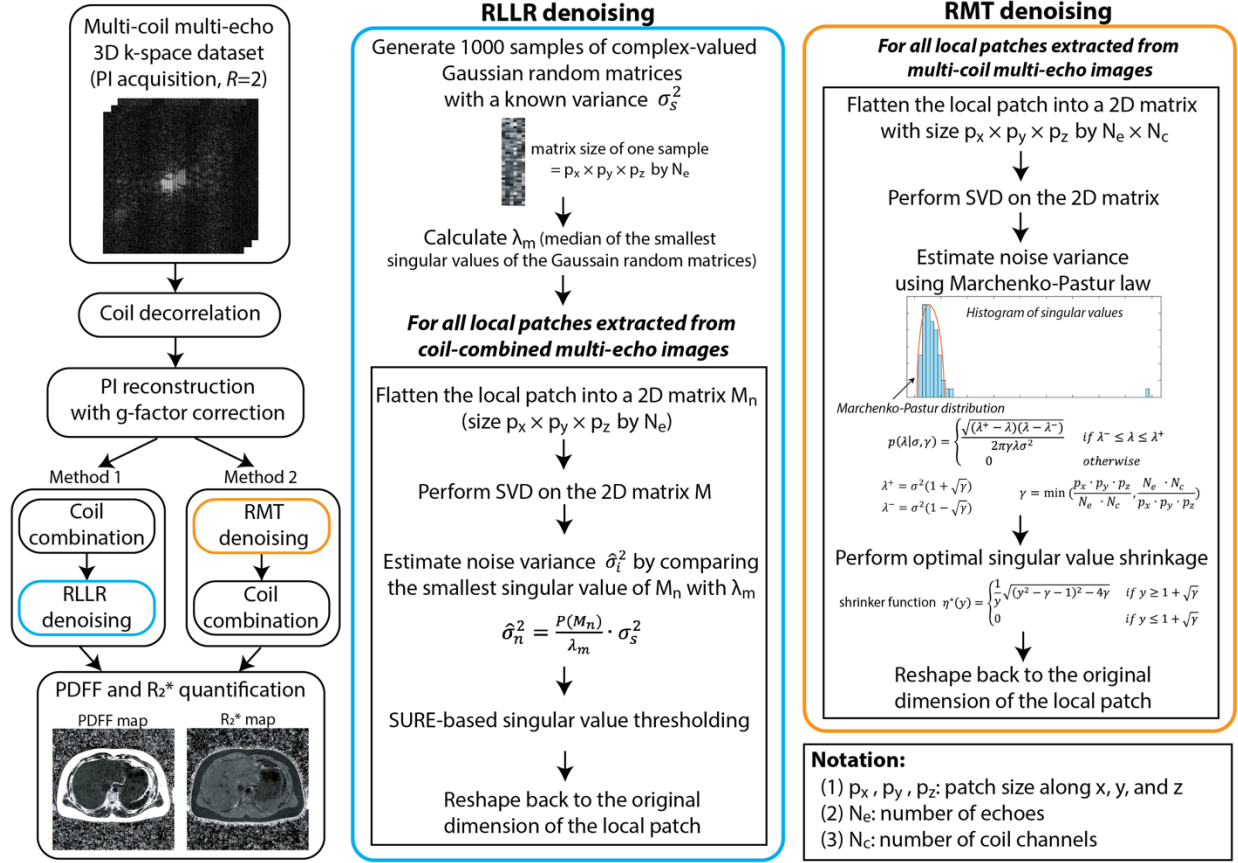 Multi-coil multi-echo
3D k-space dataset
(PI acquisition, R=2)
Coil decorrelation
PI reconstruction
with g-factor correction
Method 1
Method 2
Coil
combination
RLLR
denoising
RMT
denoising
Coil
combination
PDFF and R₂* quantification
PDFF map
R₂* map
RLLR denoising
Generate 1000 samples of complex-valued
Gaussian random matrices
with a known variance σₛ²
matrix size of one sample
= pₓ × pᵧ × p_z by Nₑ
Calculate λₘ (median of the smallest
singular values of the Gaussain random matrices)
For all local patches extracted from
coil-combined multi-echo images
Flatten the local patch into a 2D matrix Mₙ
(size pₓ × pᵧ × p_z by Nₑ)
Perform SVD on the 2D matrix M
Estimate noise variance σ̂ᵢ² by comparing
the smallest singular value of Mₙ with λₘ
σ̂ₙ² = P(Mₙ)/λₘ · σₛ²
SURE-based singular value thresholding
Reshape back to the original
dimension of the local patch
RMT denoising
For all local patches extracted from
multi-coil multi-echo images
Flatten the local patch into a 2D matrix
with size pₓ × pᵧ × p_z by Nₑ × N_c
Perform SVD on the 2D matrix
Estimate noise variance
using Marchenko-Pastur law
Histogram of singular values
Marchenko-Pastur distribution
p(λ|σ,γ) = { √((λ⁺ − λ)(λ − λ⁻)) / 2πγλσ² if λ⁻ ≤ λ ≤ λ⁺
0 otherwise
λ⁺ = σ²(1 + √γ)
λ⁻ = σ²(1 − √γ)
γ = min (pₓ · pᵧ · p_z / Nₑ · N_c, Nₑ · N_c / pₓ · pᵧ · p_z)
Perform optimal singular value shrinkage
shrinker function η*(y) = { 1/y √((y² − γ − 1)² − 4γ) if y ≥ 1 + √γ
0 if y ≤ 1 + √γ
Reshape back to the original
dimension of the local patch
Notation:
(1) pₓ , pᵧ , p_z: patch size along x, y, and z
(2) Nₑ: number of echoes
(3) N_c: number of coil channels